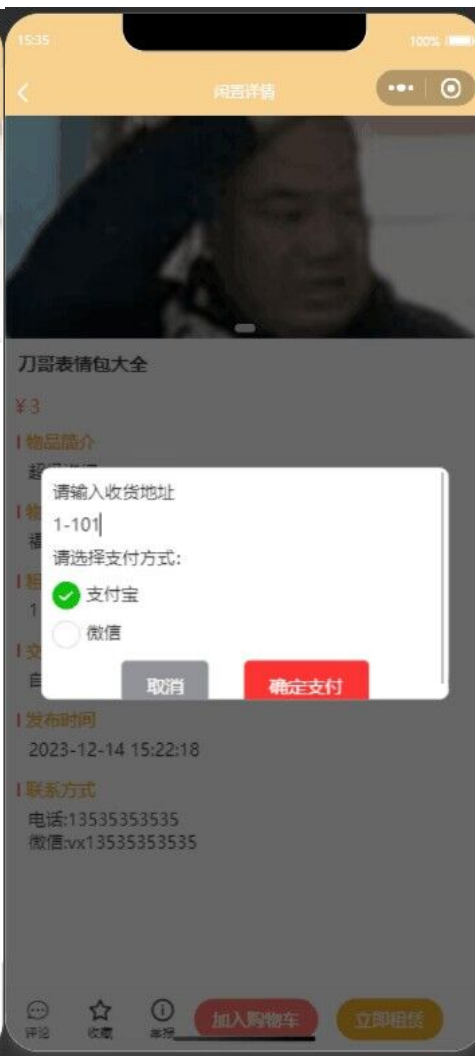 15:35
100%
闲置详情
刀哥表情包大全
¥3
物品简介
请输入收货地址
1-101
请选择支付方式:
支付宝
微信
取消
确定支付
1
发布时间
2023-12-14 15:22:18
联系方式
电话:13535353535
微信:vx13535353535
评论
收藏
举报
加入购物车
立即租赁